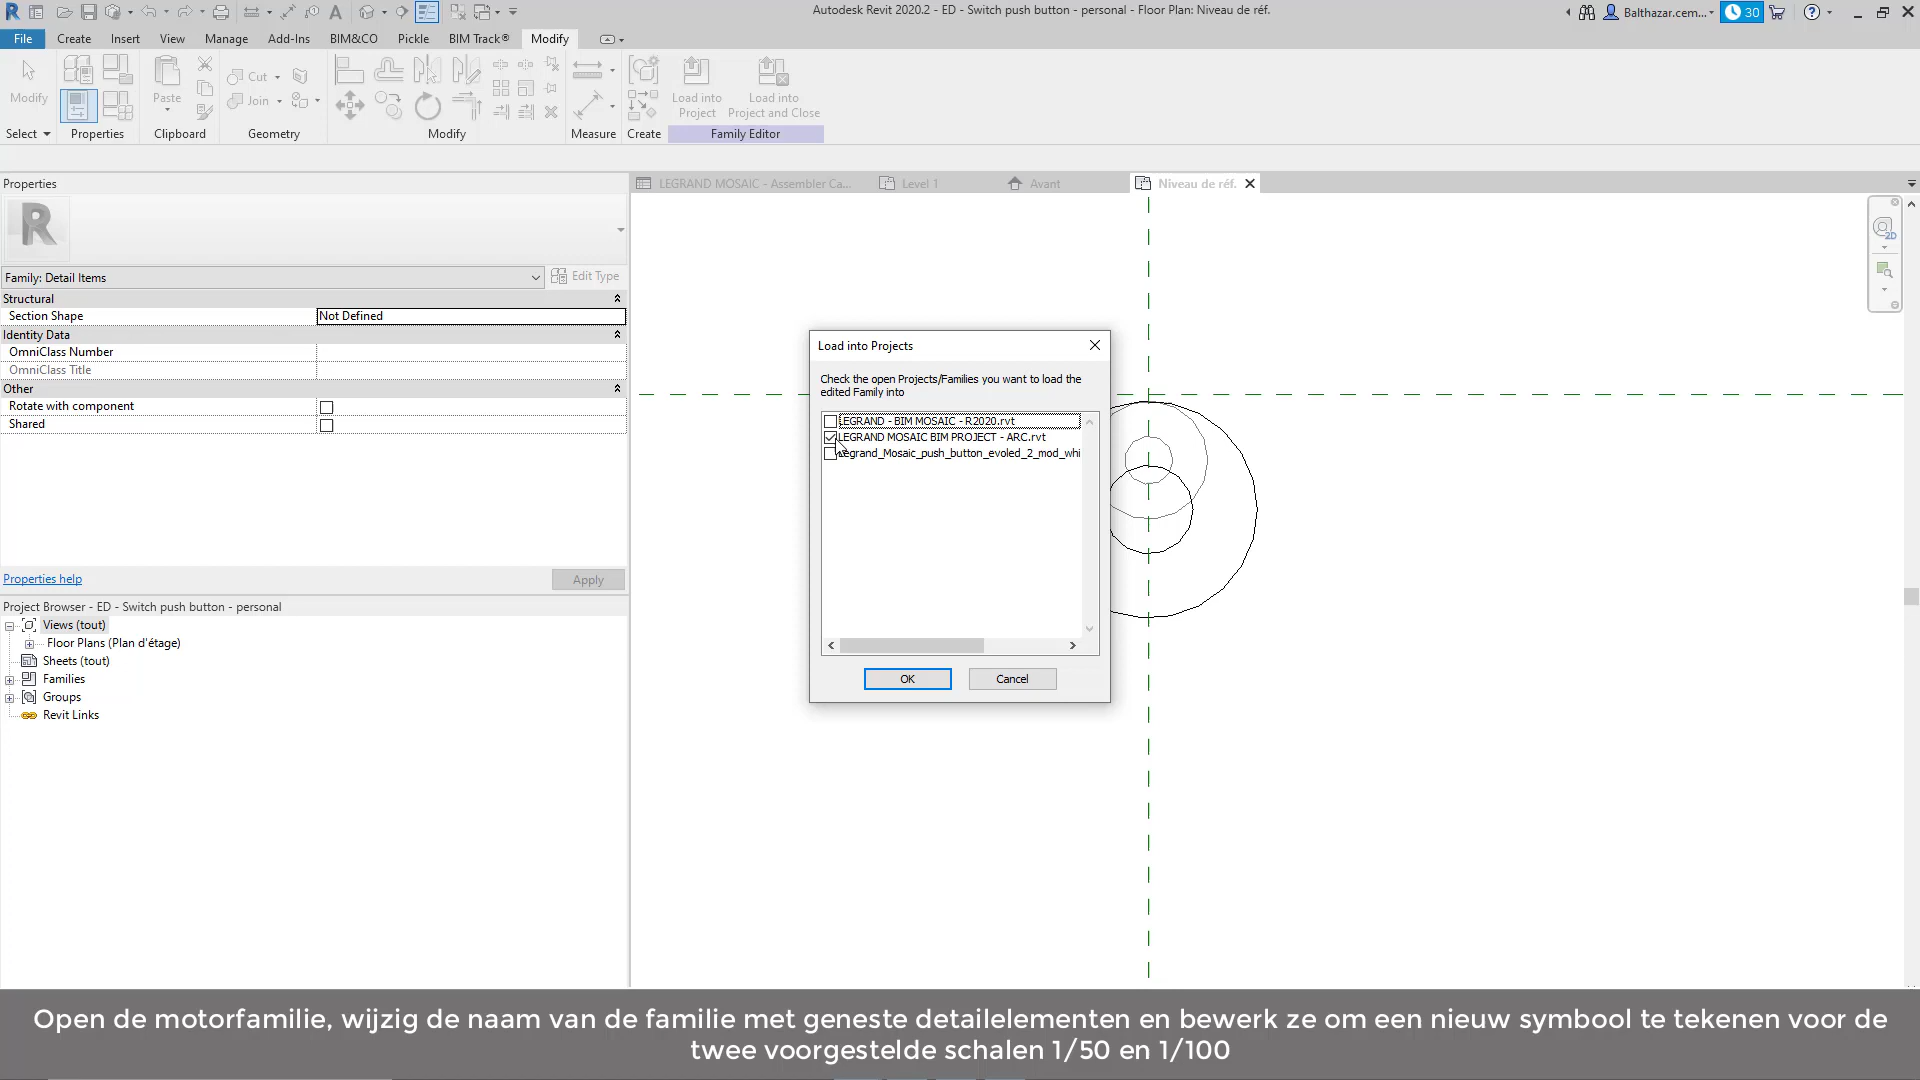 Autodesk Revit 2020.2 - ED - Switch push button - personal - Floor Plan: Niveau de réf.
Balthazar.cem...
30
File
Create
Insert
View
Manage
Add-Ins
BIM&CO
Pickle
BIM Track®
Modify
Modify
Paste
Cut
Join
Load into
Project
Load into
Project and Close
Select
Properties
Clipboard
Geometry
Modify
Measure
Create
Family Editor
Properties
LEGRAND MOSAIC - Assembler Ca...
Level 1
Avant
Niveau de réf.
R
2D
Family: Detail Items
Edit Type
Structural
Section Shape
Not Defined
Identity Data
OmniClass Number
OmniClass Title
Other
Rotate with component
Shared
Properties help
Apply
Project Browser - ED - Switch push button - personal
Views (tout)
Floor Plans (Plan d'étage)
Sheets (tout)
Families
Groups
Revit Links
Load into Projects
Check the open Projects/Families you want to load the
edited Family into
LEGRAND - BIM MOSAIC - R2020.rvt
LEGRAND MOSAIC BIM PROJECT - ARC.rvt
Legrand_Mosaic_push_button_evoled_2_mod_whi
OK
Cancel
Open de motorfamilie, wijzig de naam van de familie met geneste detailelementen en bewerk ze om een nieuw symbool te tekenen voor de
twee voorgestelde schalen 1/50 en 1/100